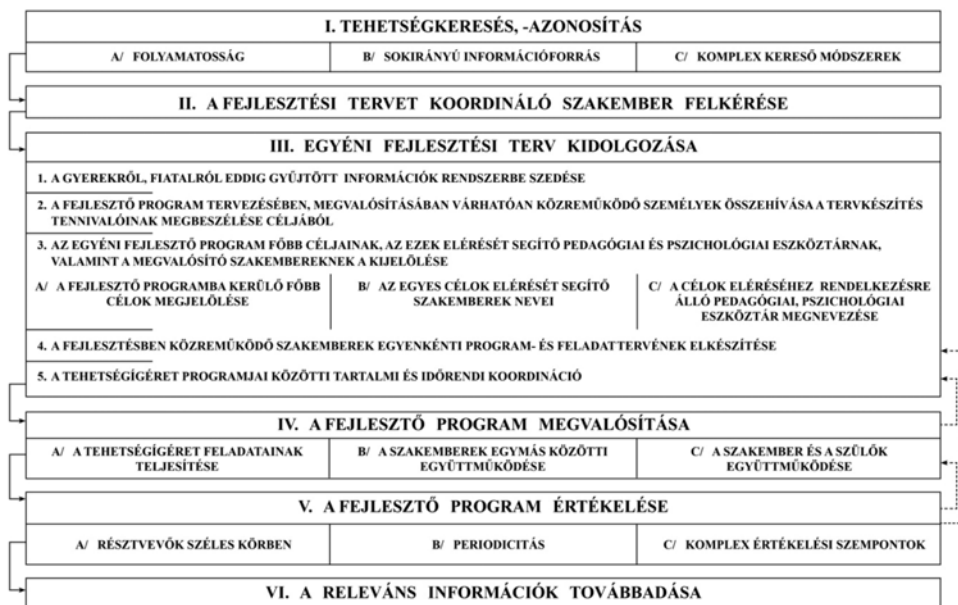 I. TEHETSÉGKERESÉS, -AZONOSÍTÁS
A/ FOLYAMATOSSÁG
B/ SOKIRÁNYÚ INFORMÁCIÓFORRÁS
C/ KOMPLEX KERESŐ MÓDSZEREK
II. A FEJLESZTÉSI TERVET KOORDINÁLÓ SZAKEMBER FELKÉRÉSE
III. EGYÉNI FEJLESZTÉSI TERV KIDOLGOZÁSA
1. A GYEREKRŐL, FIATALRÓL EDDIG GYŰJTÖTT INFORMÁCIÓK RENDSZERBE SZEDÉSE
2. A FEJLESZTŐ PROGRAM TERVEZÉSÉBEN, MEGVALÓSÍTÁSÁBAN VÁRHATÓAN KÖZREMŰKÖDŐ SZEMÉLYEK ÖSSZEHÍVÁSA A TERVKÉSZÍTÉS
TENNIVALÓINAK MEGBESZÉLÉSE CÉLJÁBÓL
3. AZ EGYÉNI FEJLESZTŐ PROGRAM FŐBB CÉLJAINAK, AZ EZEK ELÉRÉSÉT SEGÍTŐ PEDAGÓGIAI ÉS PSZICHOLÓGIAI ESZKÖZTÁRNAK,
VALAMINT A MEGVALÓSÍTÓ SZAKEMBEREKNEK A KIJELÖLÉSE
A/ A FEJLESZTŐ PROGRAMBA KERÜLŐ FŐBB
CÉLOK MEGJELÖLÉSE
B/ AZ EGYES CÉLOK ELÉRÉSÉT SEGÍTŐ
SZAKEMBEREK NEVEI
C/ A CÉLOK ELÉRÉSÉHEZ RENDELKEZÉSRE
ÁLLÓ PEDAGÓGIAI, PSZICHOLÓGIAI
ESZKÖZTÁR MEGNEVEZÉSE
4. A FEJLESZTÉSBEN KÖZREMŰKÖDŐ SZAKEMBEREK EGYENKÉNTI PROGRAM- ÉS FELADATTERVÉNEK ELKÉSZÍTÉSE
5. A TEHETSÉGÍGÉRET PROGRAMJAI KÖZÖTTI TARTALMI ÉS IDŐRENDI KOORDINÁCIÓ
IV. A FEJLESZTŐ PROGRAM MEGVALÓSÍTÁSA
A/ A TEHETSÉGÍGÉRET FELADATAINAK
TELJESÍTÉSE
B/ A SZAKEMBEREK EGYMÁS KÖZÖTTI
EGYÜTTMŰKÖDÉSE
C/ A SZAKEMBER ÉS A SZÜLŐK
EGYÜTTMŰKÖDÉSE
V. A FEJLESZTŐ PROGRAM ÉRTÉKELÉSE
A/ RÉSZTVEVŐK SZÉLES KÖRBEN
B/ PERIODICITÁS
C/ KOMPLEX ÉRTÉKELÉSI SZEMPONTOK
VI. A RELEVÁNS INFORMÁCIÓK TOVÁBBADÁSA